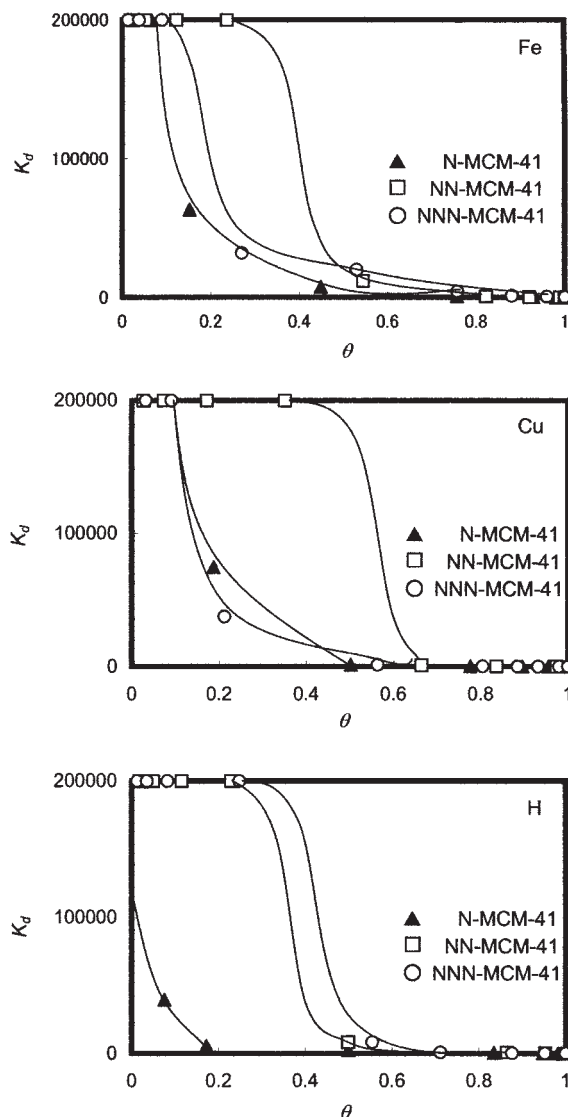 200000
Fe
K_d
100000
▲ N-MCM-41
□ NN-MCM-41
○ NNN-MCM-41
0
0 0.2 0.4 0.6 0.8 1
θ
200000
Cu
K_d
100000
▲ N-MCM-41
□ NN-MCM-41
○ NNN-MCM-41
0
0 0.2 0.4 0.6 0.8 1
θ
200000
H
K_d
100000
▲ N-MCM-41
□ NN-MCM-41
○ NNN-MCM-41
0
0 0.2 0.4 0.6 0.8 1
θ